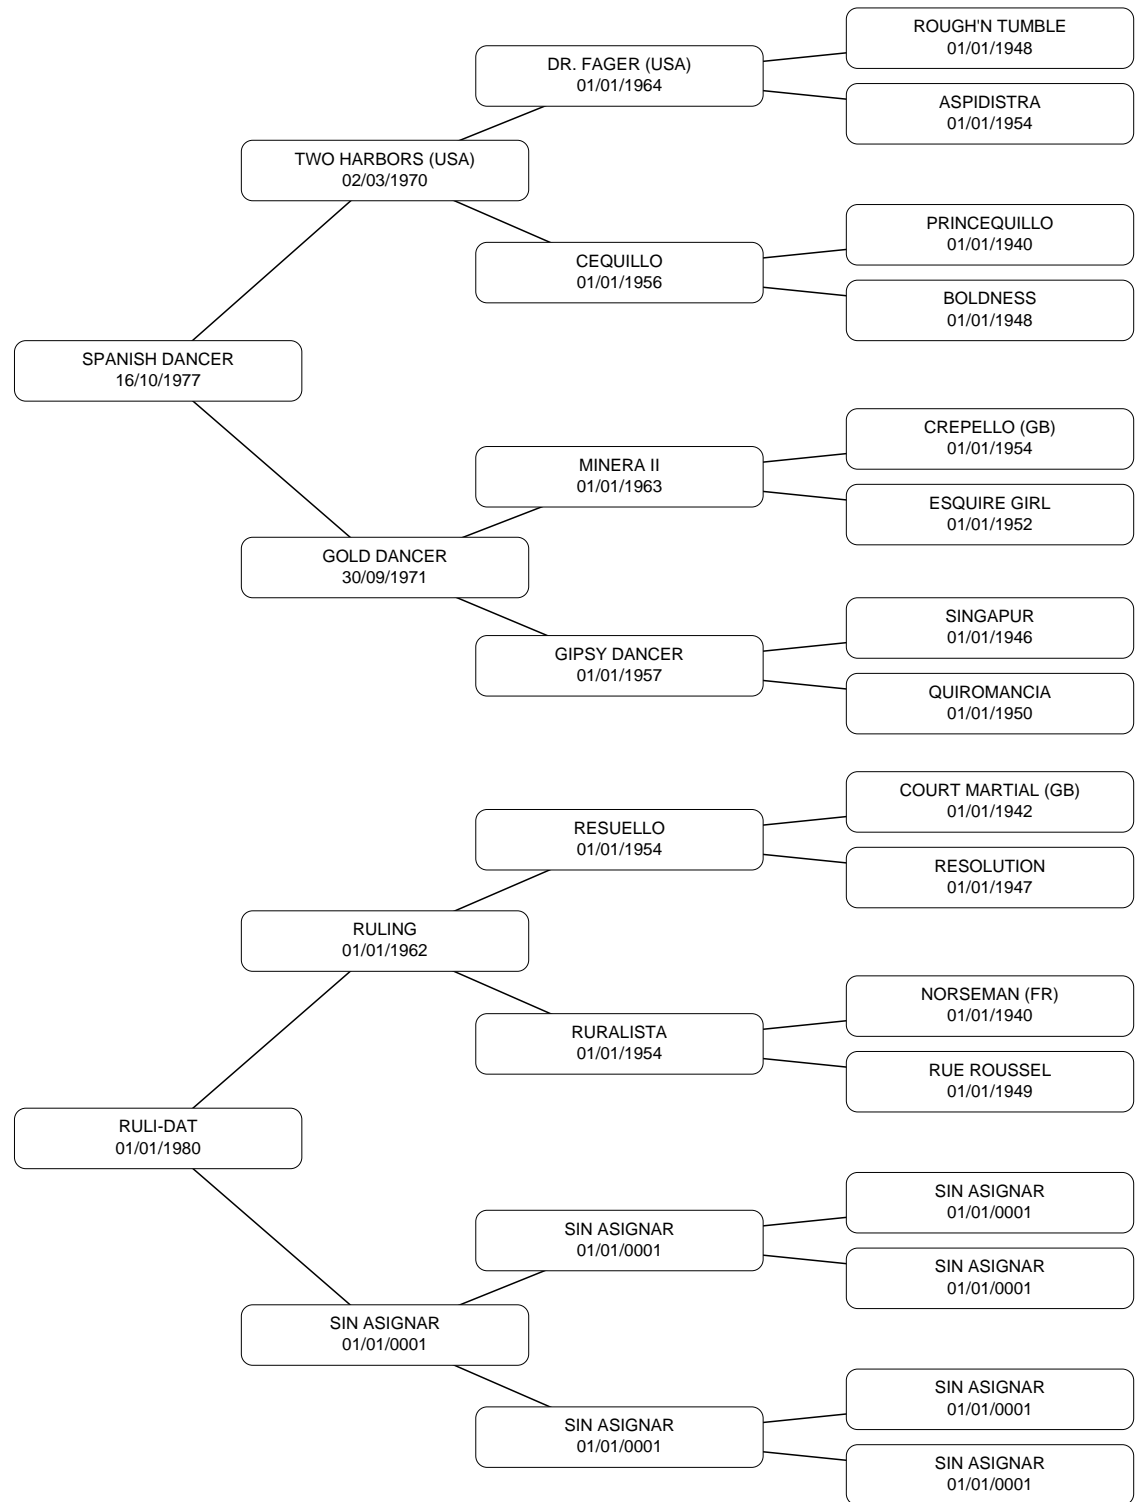 ROUGH'N TUMBLE
01/01/1948
DR. FAGER (USA)
01/01/1964
ASPIDISTRA
01/01/1954
TWO HARBORS (USA)
02/03/1970
PRINCEQUILLO
01/01/1940
CEQUILLO
01/01/1956
BOLDNESS
01/01/1948
SPANISH DANCER
16/10/1977
CREPELLO (GB)
01/01/1954
MINERA II
01/01/1963
ESQUIRE GIRL
01/01/1952
GOLD DANCER
30/09/1971
SINGAPUR
01/01/1946
GIPSY DANCER
01/01/1957
QUIROMANCIA
01/01/1950
COURT MARTIAL (GB)
01/01/1942
RESUELLO
01/01/1954
RESOLUTION
01/01/1947
RULING
01/01/1962
NORSEMAN (FR)
01/01/1940
RURALISTA
01/01/1954
RUE ROUSSEL
01/01/1949
RULI-DAT
01/01/1980
SIN ASIGNAR
01/01/0001
SIN ASIGNAR
01/01/0001
SIN ASIGNAR
01/01/0001
SIN ASIGNAR
01/01/0001
SIN ASIGNAR
01/01/0001
SIN ASIGNAR
01/01/0001
SIN ASIGNAR
01/01/0001